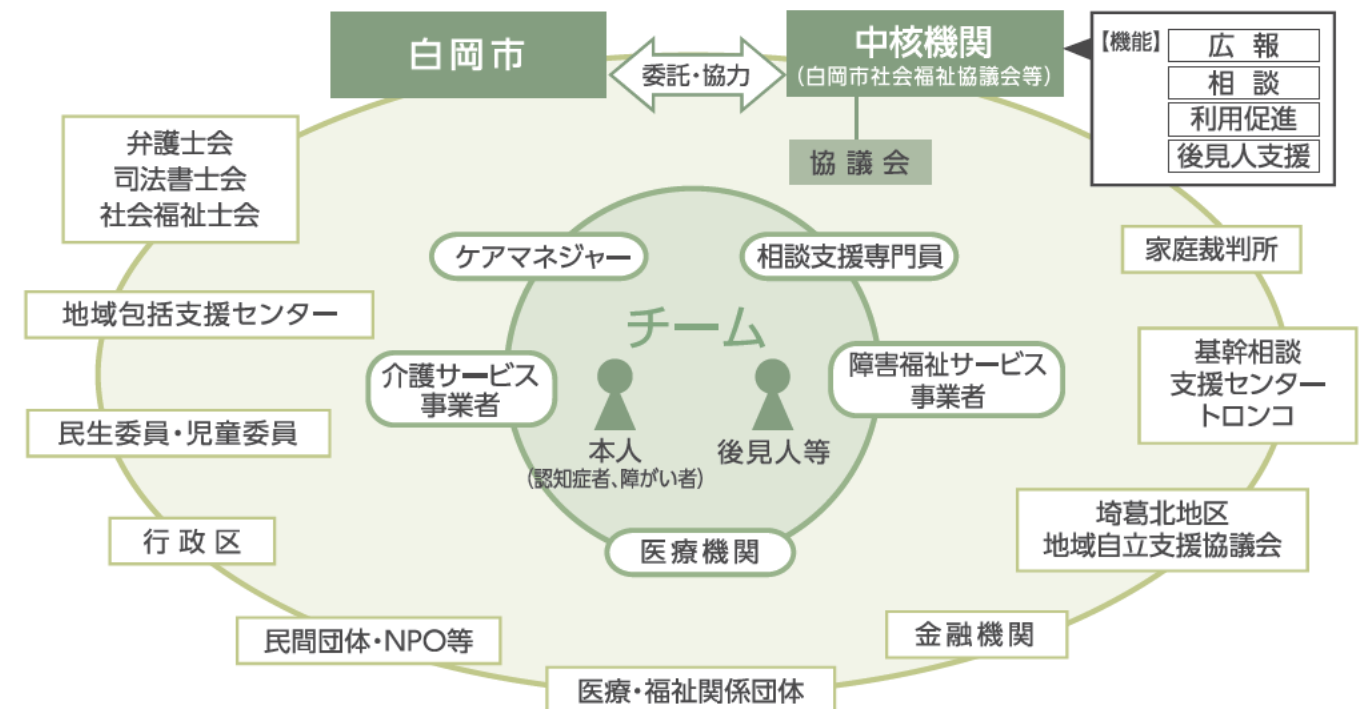 白岡市
委託・協力
中核機関
(白岡市社会福祉協議会等)
【機能】
広報
相談
利用促進
後見人支援
協議会
弁護士会
司法書士会
社会福祉士会
ケアマネジャー
相談支援専門員
家庭裁判所
地域包括支援センター
チーム
介護サービス
事業者
障害福祉サービス
事業者
基幹相談
支援センター
トロンコ
民生委員・児童委員
本人
(認知症者、障がい者)
後見人等
行政区
医療機関
埼葛北地区
地域自立支援協議会
民間団体・NPO等
金融機関
医療・福祉関係団体